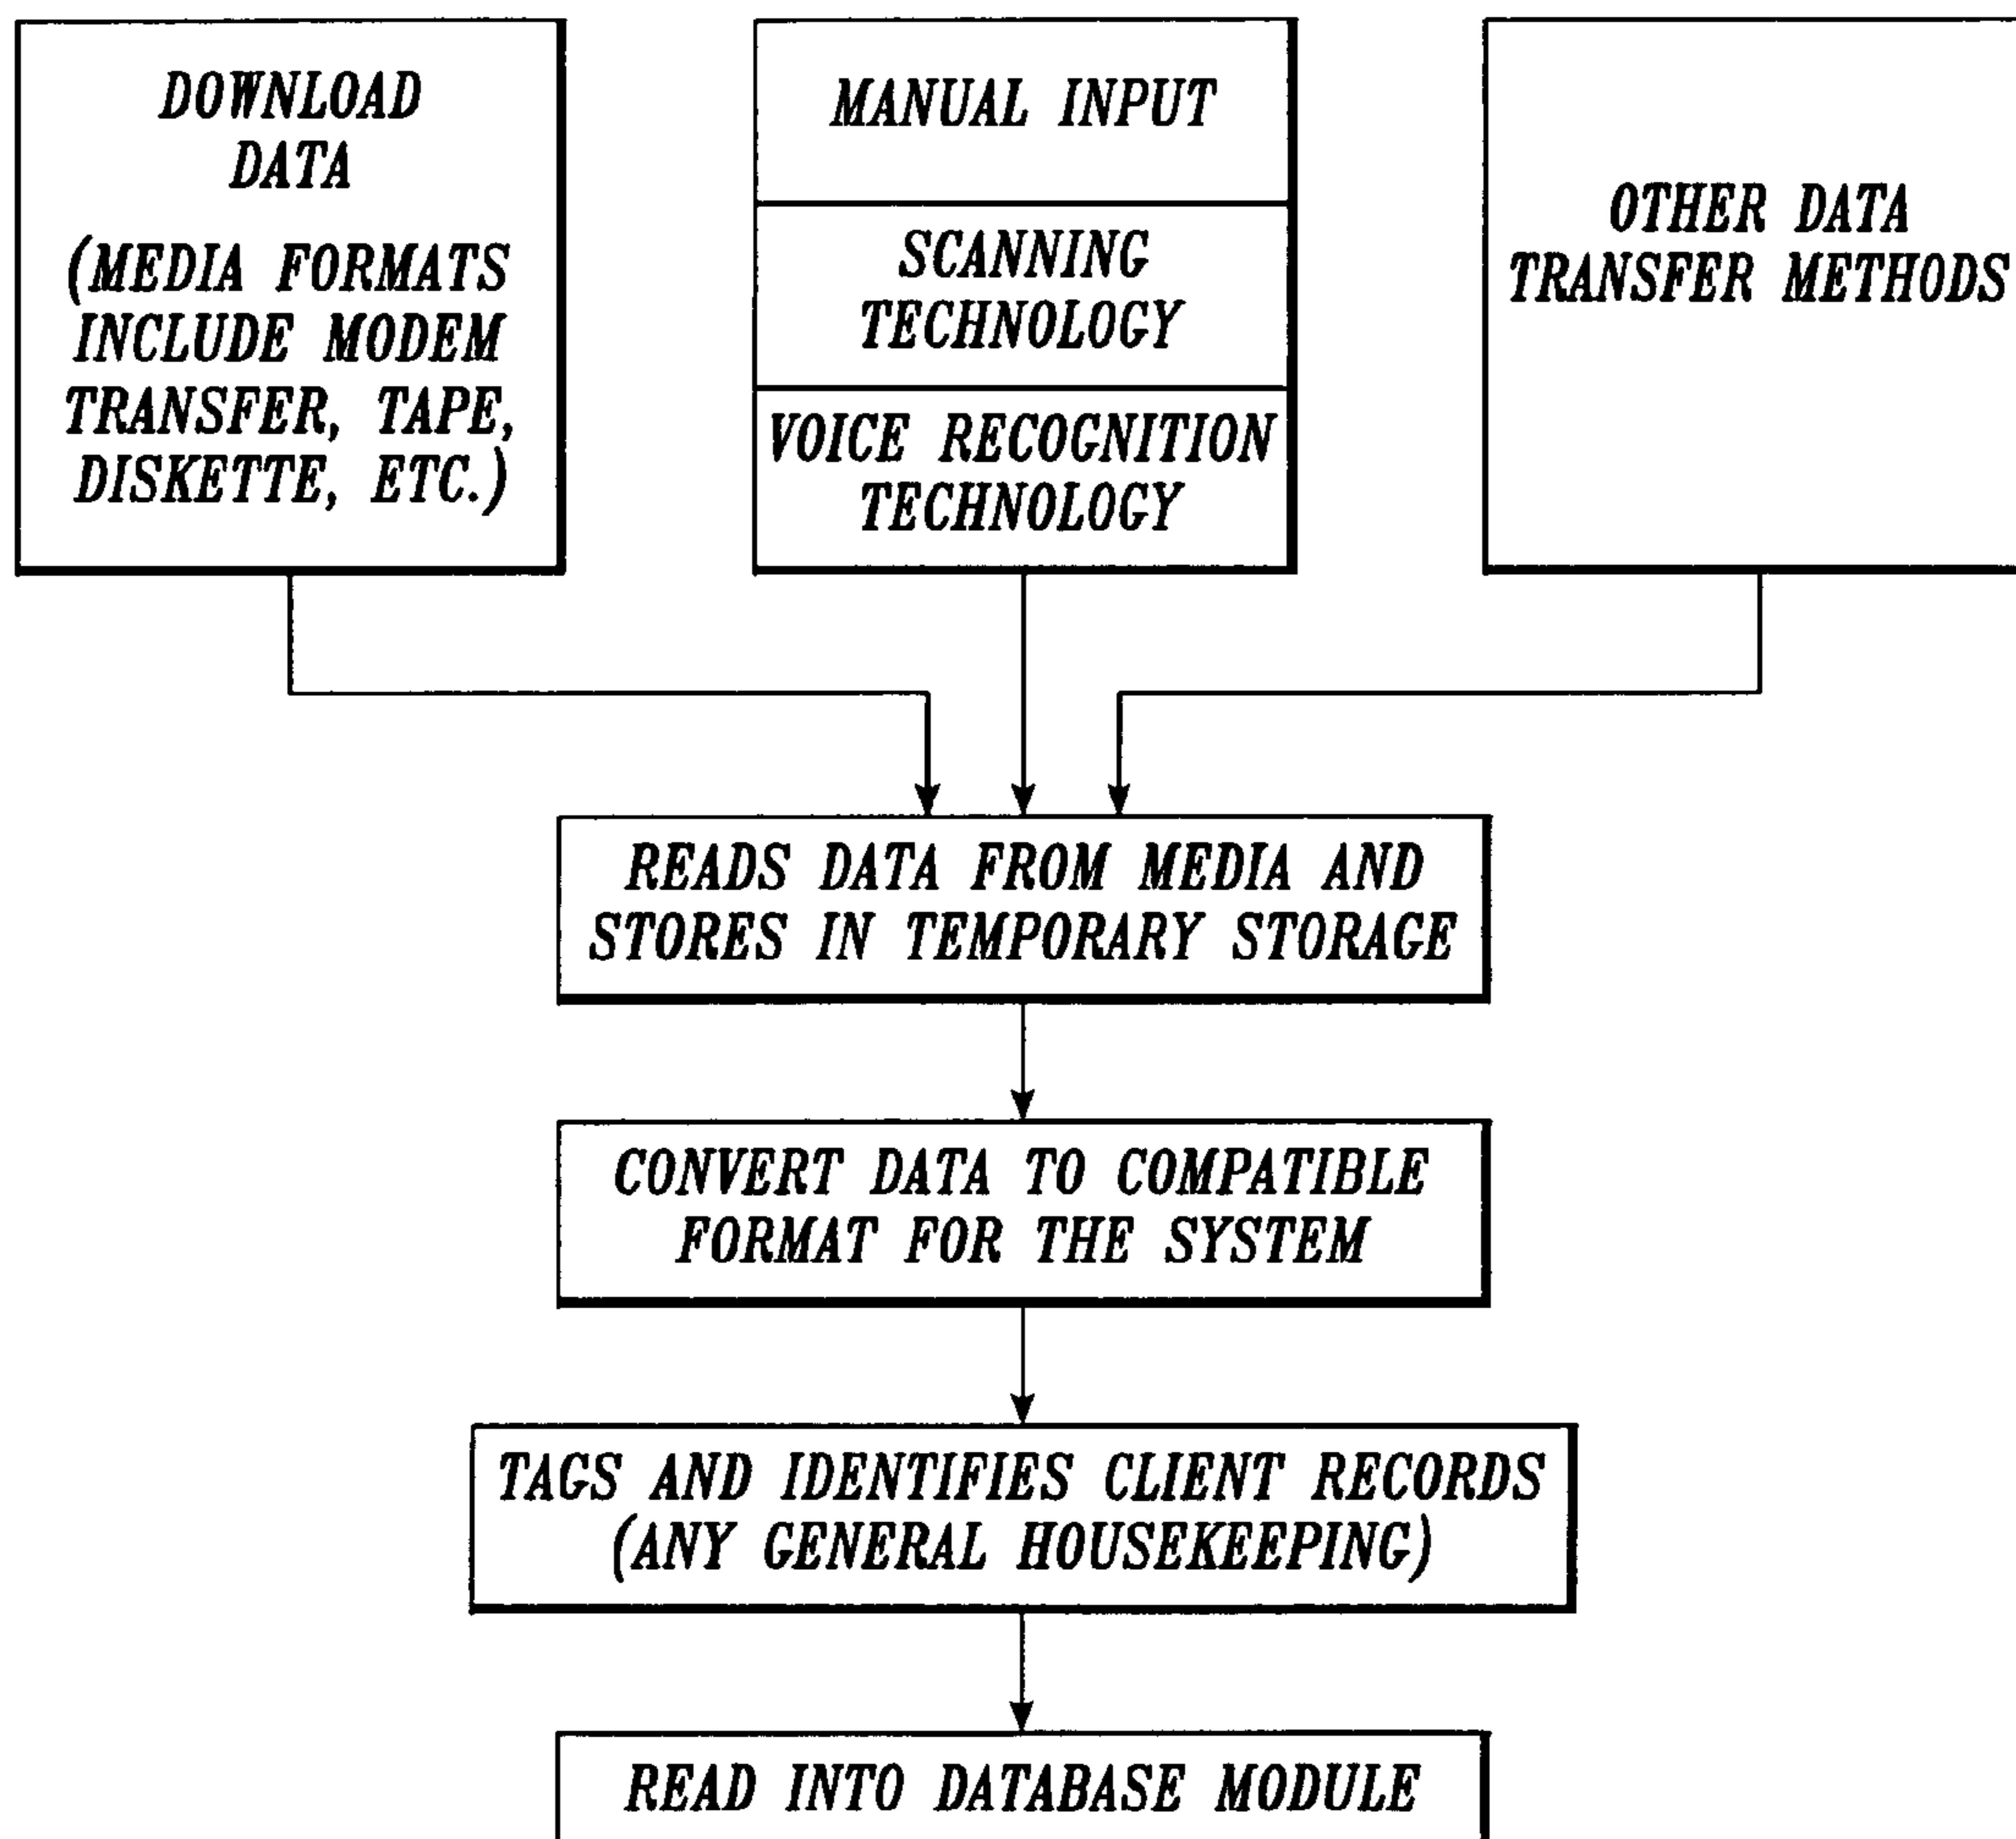 DOWNLOAD
DATA
(MEDIA FORMATS
INCLUDE MODEM
TRANSFER, TAPE,
DISKETTE, ETC.)
MANUAL INPUT
SCANNING
TECHNOLOGY
VOICE RECOGNITION
TECHNOLOGY
OTHER DATA
TRANSFER METHODS
READS DATA FROM MEDIA AND
STORES IN TEMPORARY STORAGE
CONVERT DATA TO COMPATIBLE
FORMAT FOR THE SYSTEM
TAGS AND IDENTIFIES CLIENT RECORDS
(ANY GENERAL HOUSEKEEPING)
READ INTO DATABASE MODULE